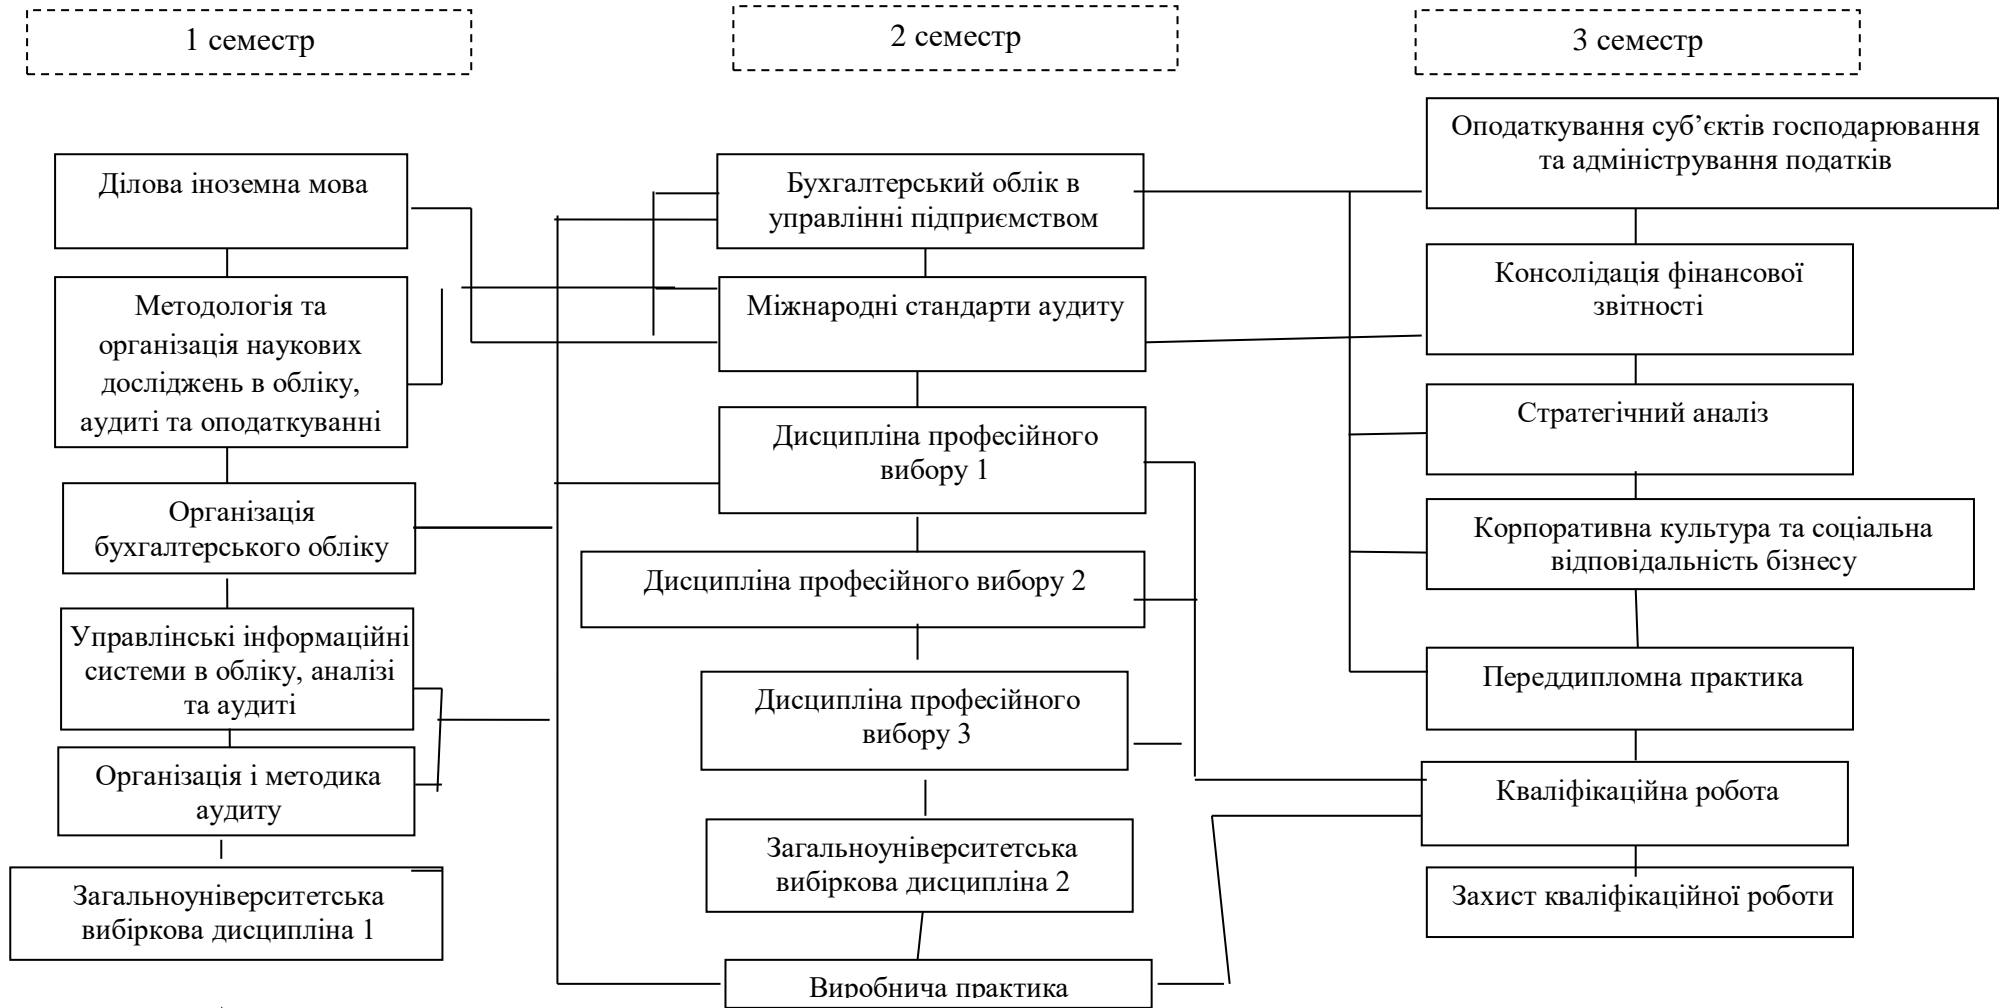 1 семестр
2 семестр
3 семестр
Ділова іноземна мова
Методологія та
організація наукових
досліджень в обліку,
аудиті та оподаткуванні
Організація
бухгалтерського обліку
Управлінські інформаційні
системи в обліку, аналізі
та аудиті
Організація і методика
аудиту
Загальноуніверситетська
вибіркова дисципліна 1
Бухгалтерський облік в
управлінні підприємством
Міжнародні стандарти аудиту
Дисципліна професійного
вибору 1
Дисципліна професійного вибору 2
Дисципліна професійного
вибору 3
Загальноуніверситетська
вибіркова дисципліна 2
Виробнича практика
Оподаткування суб’єктів господарювання
та адміністрування податків
Консолідація фінансової
звітності
Стратегічний аналіз
Корпоративна культура та соціальна
відповідальність бізнесу
Переддипломна практика
Кваліфікаційна робота
Захист кваліфікаційної роботи